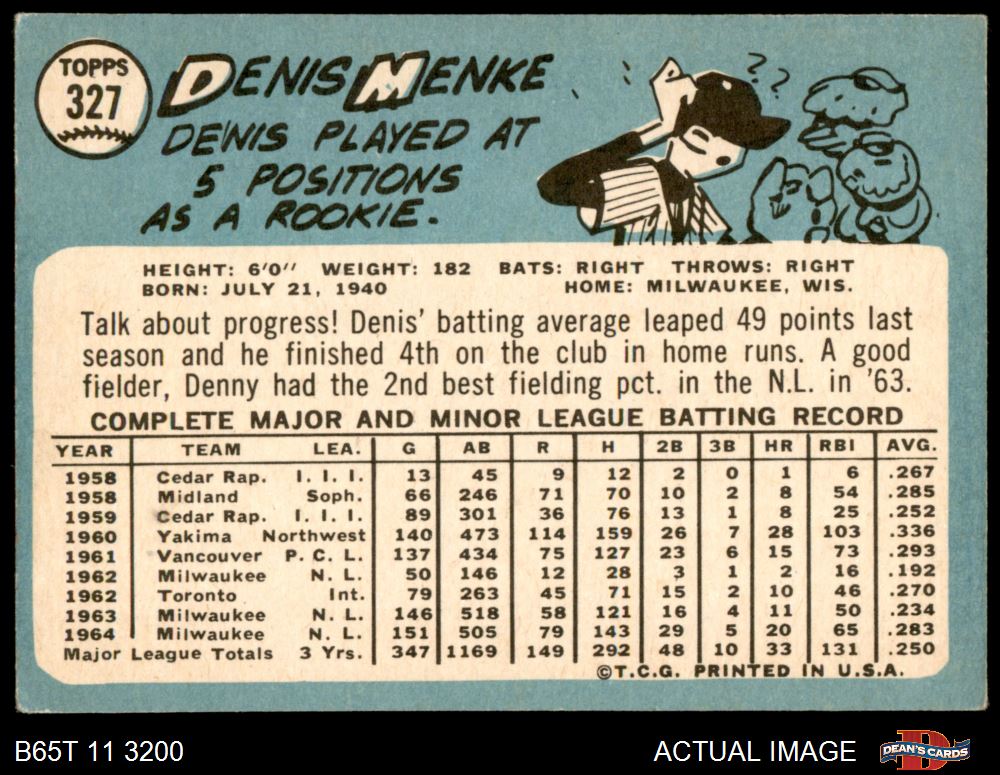 TOPPS
327
DENIS MENKE
DENIS PLAYED AT
5 POSITIONS
AS A ROOKIE.
??
HEIGHT: 6'0" WEIGHT: 182 BATS: RIGHT THROWS: RIGHT
BORN: JULY 21, 1940 HOME: MILWAUKEE, WIS.
Talk about progress! Denis' batting average leaped 49 points last
season and he finished 4th on the club in home runs. A good
fielder, Denny had the 2nd best fielding pct. in the N.L. in '63.
COMPLETE MAJOR AND MINOR LEAGUE BATTING RECORD
YEAR TEAM LEA. G AB R H 2B 3B HR RBI AVG.
1958 Cedar Rap. I. I. I. 13 45 9 12 2 0 1 6 .267
1958 Midland Soph. 66 246 71 70 10 2 8 54 .285
1959 Cedar Rap. I. I. I. 89 301 36 76 13 1 8 25 .252
1960 Yakima Northwest 140 473 114 159 26 7 28 103 .336
1961 Vancouver P. C. L. 137 434 75 127 23 6 15 73 .293
1962 Milwaukee N. L. 50 146 12 28 3 1 2 16 .192
1962 Toronto Int. 79 263 45 71 15 2 10 46 .270
1963 Milwaukee N. L. 146 518 58 121 16 4 11 50 .234
1964 Milwaukee N. L. 151 505 79 143 29 5 20 65 .283
Major League Totals 3 Yrs. 347 1169 149 292 48 10 33 131 .250
©T.C.G. PRINTED IN U.S.A.
B65T 11 3200 ACTUAL IMAGE D DEAN'S CARDS